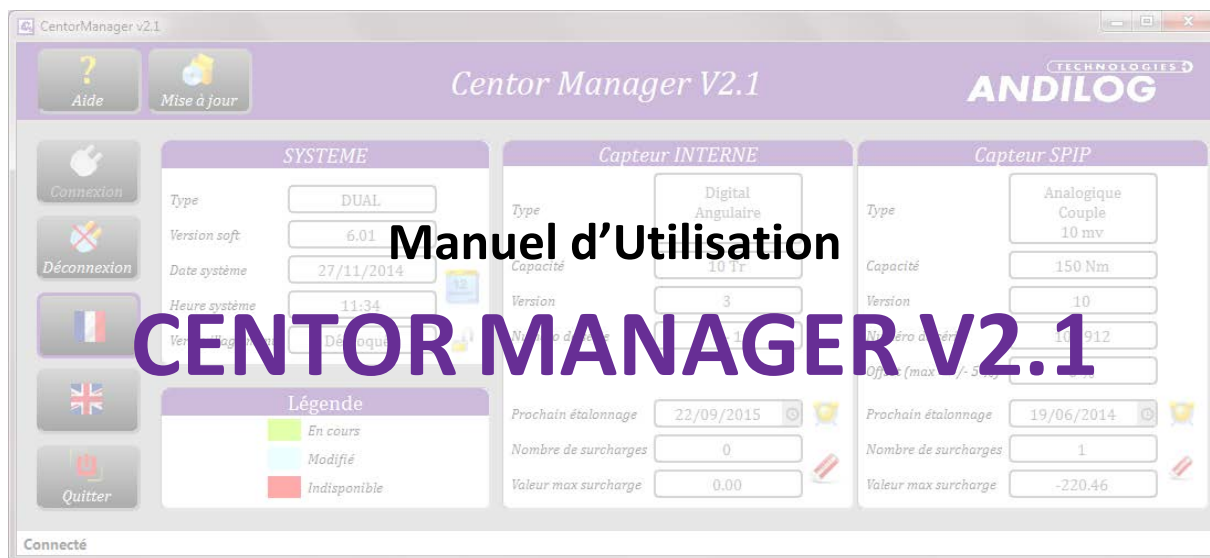 CentorManager v2.1
Aide
Mise à jour
Centor Manager V2.1
TECHNOLOGIES
ANDILOG
Connexion
Déconnexion
Quitter
SYSTEME
Type DUAL
Version soft 6.01
Date système 27/11/2014
12
Heure système 11:34
Légende
En cours
Modifié
Indisponible
Capteur INTERNE
Type Digital
Angulaire
Capacité 10 Tr
Version 3
Prochain étalonnage 22/09/2015
Nombre de surcharges 0
Valeur max surcharge 0.00
Capteur SPIP
Type Analogique
Couple
10 mv
Capacité 150 Nm
Version 10
Prochain étalonnage 19/06/2014
Nombre de surcharges 1
Valeur max surcharge -220.46
Manuel d’Utilisation
CENTOR MANAGER V2.1
Connecté